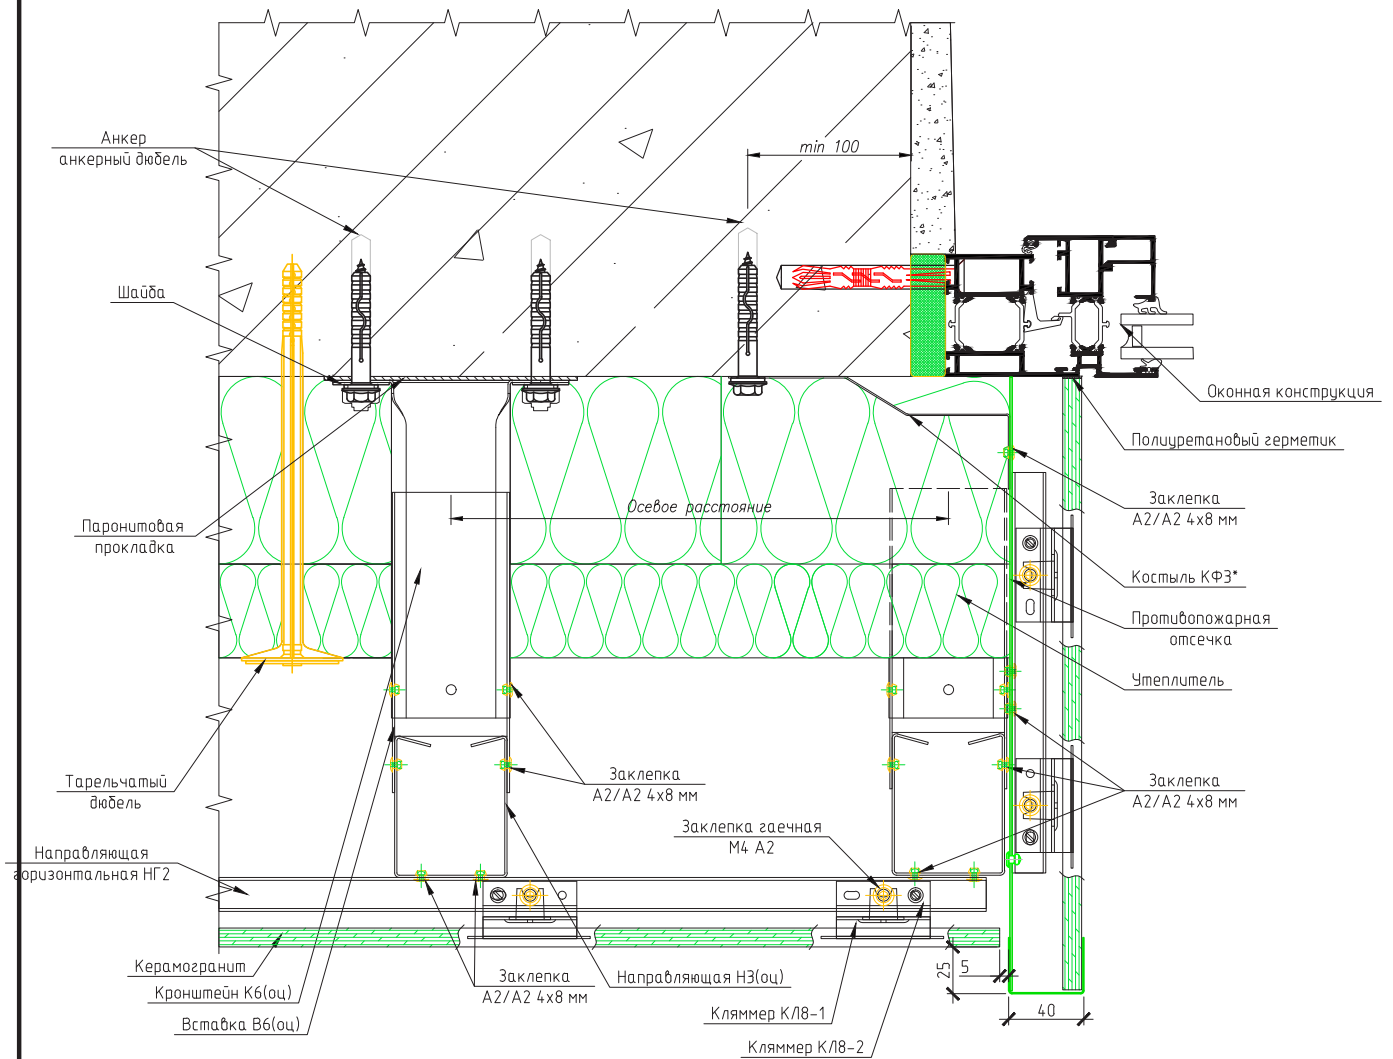 Анкер
анкерный дюбель
min 100
Шайба
Оконная конструкция
Полиуретановый герметик
Заклепка
А2/А2 4х8 мм
Осевое расстояние
Паронитовая
прокладка
Костыль КФ3*
Противопожарная
отсечка
Утеплитель
Тарельчатый
дюбель
Заклепка
А2/А2 4х8 мм
Заклепка
А2/А2 4х8 мм
Заклепка гаечная
М4 А2
Направляющая
горизонтальная НГ2
Керамогранит
Кронштейн К6(оц)
Вставка В6(оц)
Заклепка
А2/А2 4х8 мм
Направляющая Н3(оц)
Кляммер КЛ8-1
Кляммер КЛ8-2
25
5
40